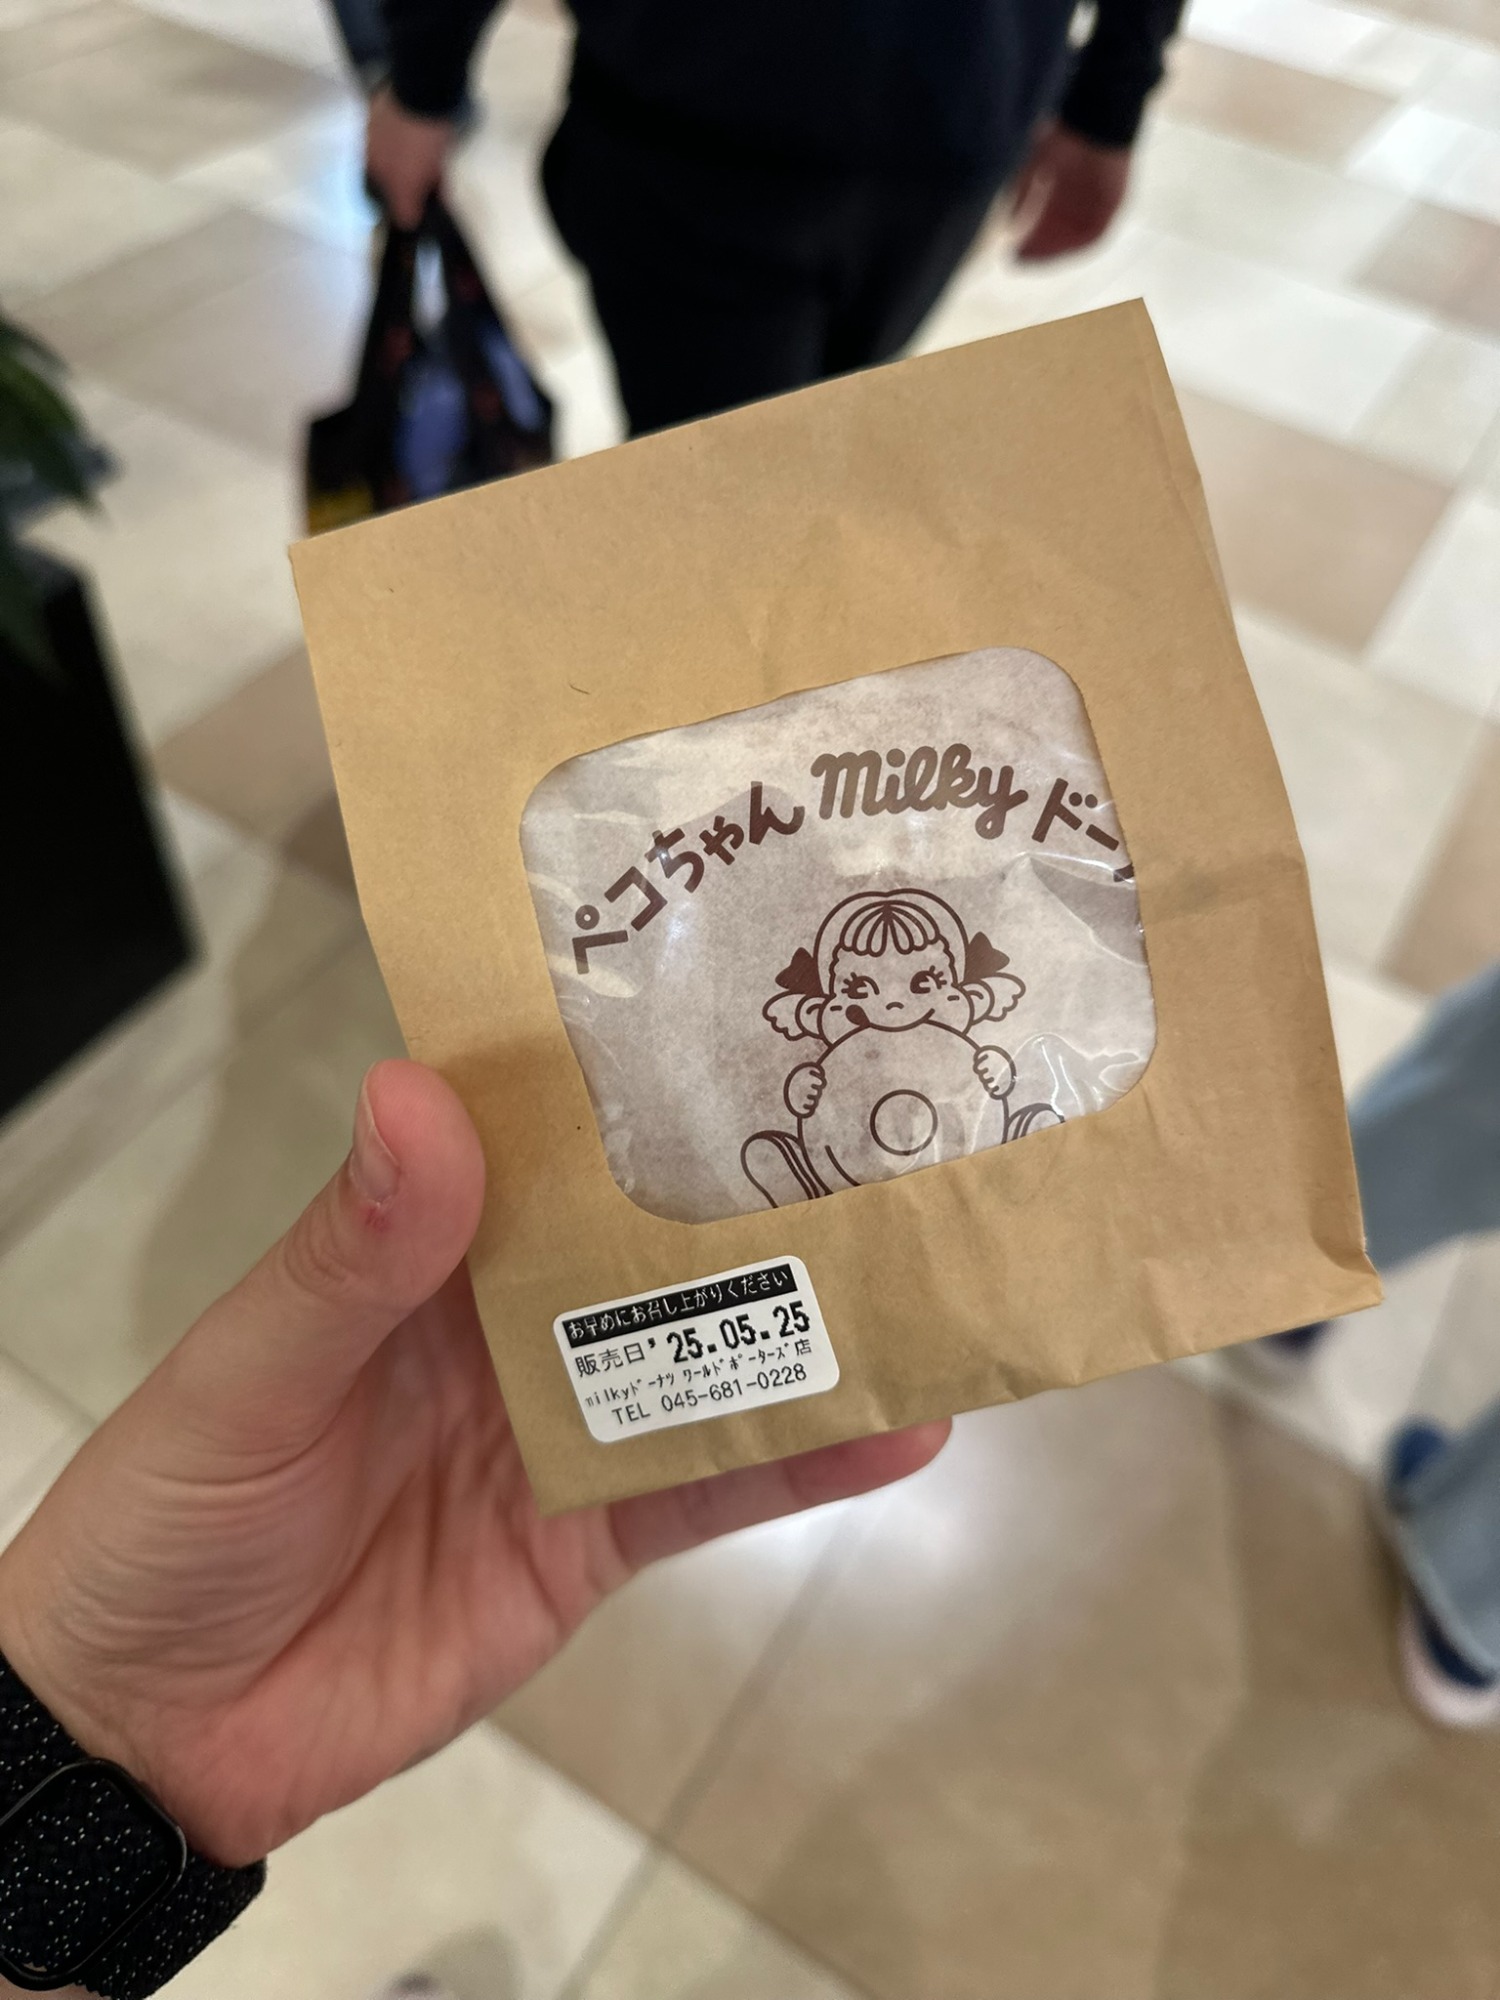 ペコちゃん milky ドー
お早めにお召し上がりください
販売日'25.05.25
milkyﾄﾞｰﾅﾂ ﾜｰﾙﾄﾞﾎﾟｰﾀｰｽﾞ店
TEL 045-681-0228